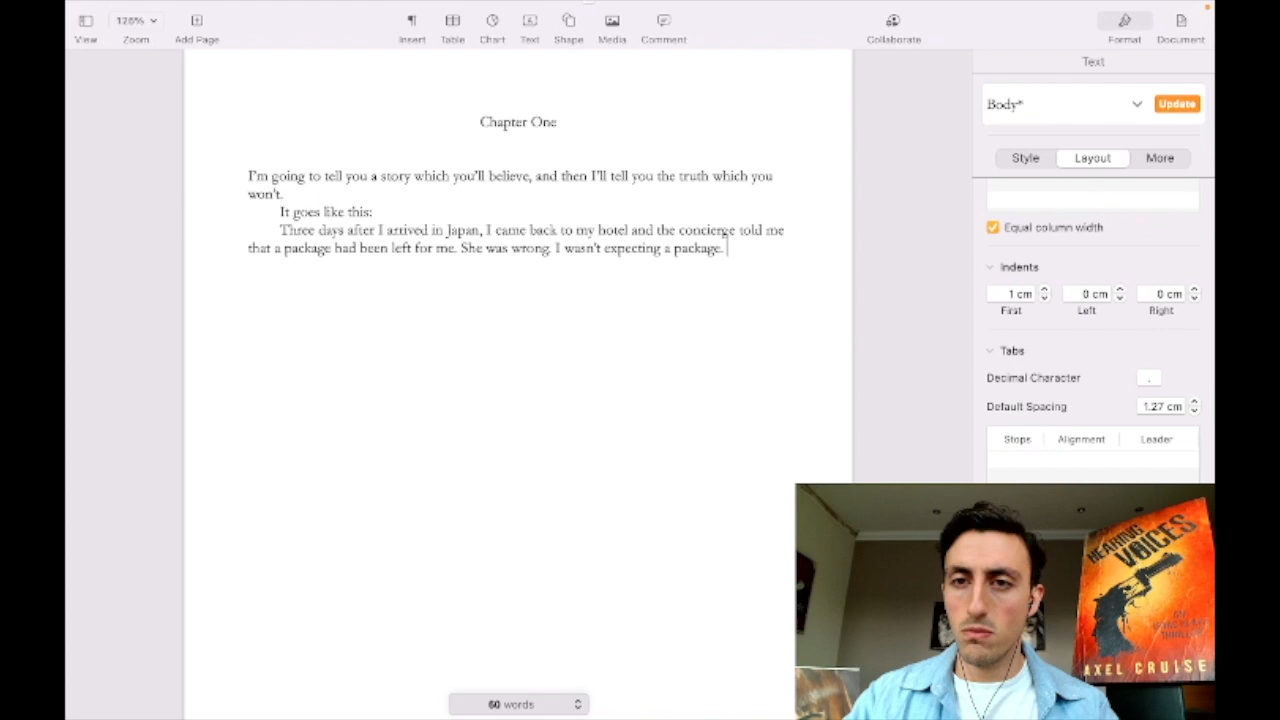 126%
View
Zoom
Add Page
Insert
Table
Chart
Text
Shape
Media
Comment
Collaborate
Format
Document
Text
Body*
Update
Style
Layout
More
Chapter One
I'm going to tell you a story which you'll believe, and then I'll tell you the truth which you
won't.
It goes like this:
Three days after I arrived in Japan, I came back to my hotel and the concierge told me
that a package had been left for me. She was wrong. I wasn't expecting a package.
Equal column width
Indents
1 cm
0 cm
0 cm
First
Left
Right
Tabs
Decimal Character
.
Default Spacing
1.27 cm
Stops
Alignment
Leader
60 words
HEARING
VOICES
THRILLER
AXEL CRUISE